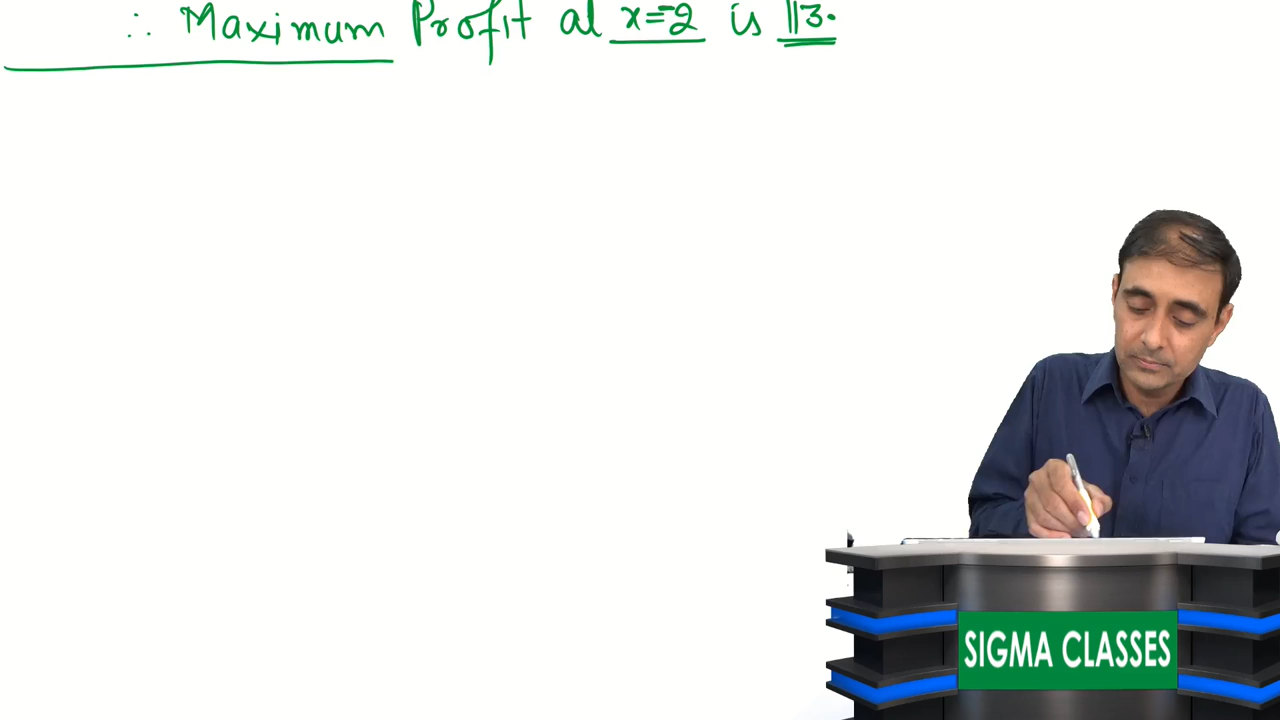 ∴ Maximum Profit at x=-2 is 113.
SIGMA CLASSES